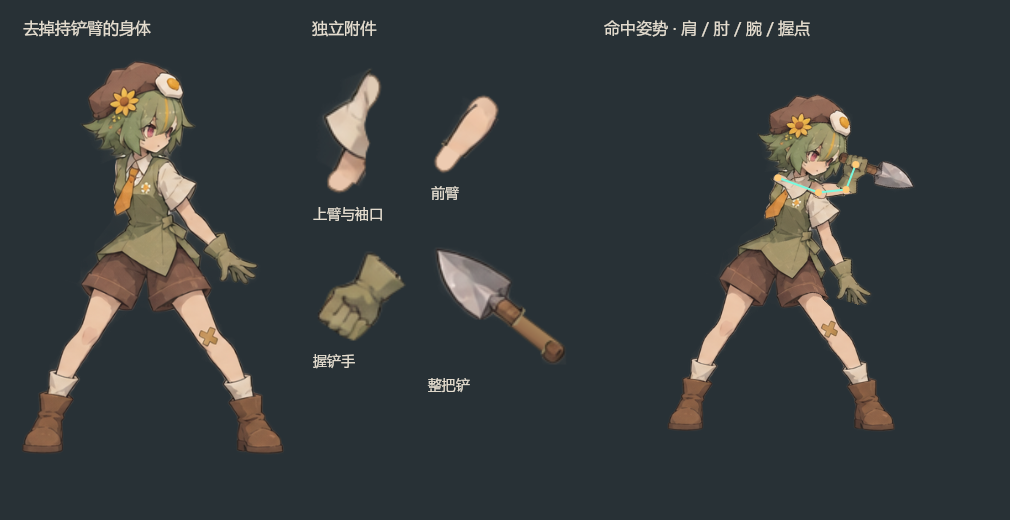 去掉持铲臂的身体
独立附件
命中姿势 · 肩 / 肘 / 腕 / 握点
前臂
上臂与袖口
握铲手
整把铲